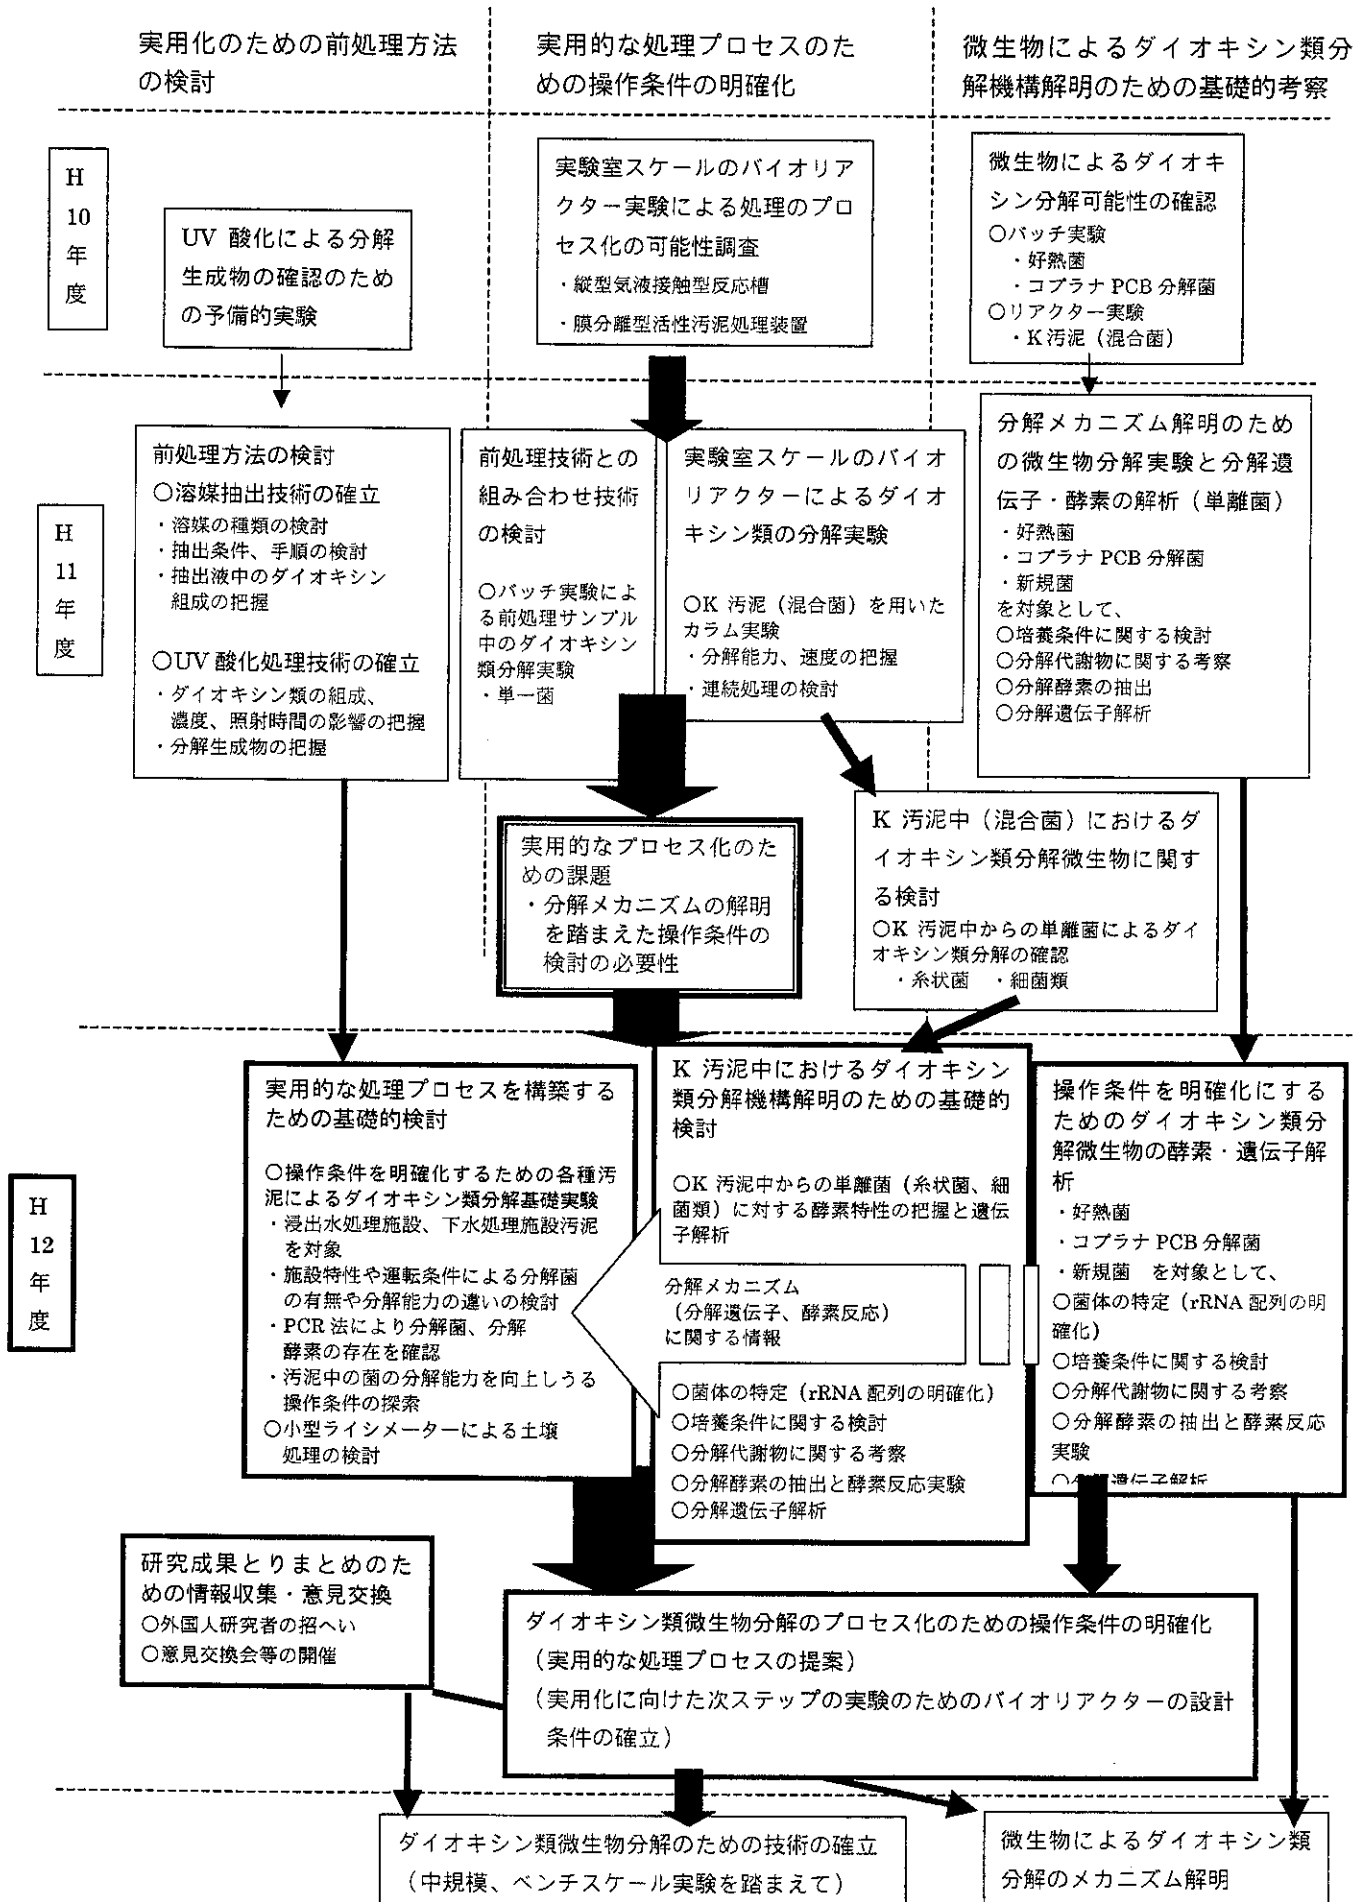 実用化のための前処理方法
の検討
実用的な処理プロセスのた
めの操作条件の明確化
微生物によるダイオキシン類分
解機構解明のための基礎的考察
H
10
年
度
UV 酸化による分解
生成物の確認のため
の予備的実験
実験室スケールのバイオリア
クター実験による処理のプロ
セス化の可能性調査
・縦型気液接触型反応槽
・膜分離型活性汚泥処理装置
微生物によるダイオキ
シン分解可能性の確認
○バッチ実験
・好熱菌
・コプラナ PCB 分解菌
○リアクター実験
・K 汚泥（混合菌）
H
11
年
度
前処理方法の検討
○溶媒抽出技術の確立
・溶媒の種類の検討
・抽出条件、手順の検討
・抽出液中のダイオキシン
組成の把握
○UV 酸化処理技術の確立
・ダイオキシン類の組成、
濃度、照射時間の影響の把握
・分解生成物の把握
前処理技術との
組み合わせ技術
の検討
○バッチ実験によ
る前処理サンプル
中のダイオキシン
類分解実験
・単一菌
実験室スケールのバイオ
リアクターによるダイオ
キシン類の分解実験
○K 汚泥（混合菌）を用いた
カラム実験
・分解能力、速度の把握
・連続処理の検討
分解メカニズム解明のため
の微生物分解実験と分解遺
伝子・酵素の解析（単離菌）
・好熱菌
・コプラナ PCB 分解菌
・新規菌
を対象として、
○培養条件に関する検討
○分解代謝物に関する考察
○分解酵素の抽出
○分解遺伝子解析
実用的なプロセス化のた
めの課題
・分解メカニズムの解明
を踏まえた操作条件の
検討の必要性
K 汚泥中（混合菌）におけるダ
イオキシン類分解微生物に関す
る検討
○K 汚泥中からの単離菌によるダイ
オキシン類分解の確認
・糸状菌　・細菌類
H
12
年
度
実用的な処理プロセスを構築する
ための基礎的検討
○操作条件を明確化するための各種汚
泥によるダイオキシン類分解基礎実験
・浸出水処理施設、下水処理施設汚泥
を対象
・施設特性や運転条件による分解菌
の有無や分解能力の違いの検討
・PCR 法により分解菌、分解
酵素の存在を確認
・汚泥中の菌の分解能力を向上しうる
操作条件の探索
○小型ライシメーターによる土壌
処理の検討
K 汚泥中におけるダイオキシン
類分解機構解明のための基礎的
検討
○K 汚泥中からの単離菌（糸状菌、細
菌類）に対する酵素特性の把握と遺伝
子解析
分解メカニズム
（分解遺伝子、酵素反応）
に関する情報
○菌体の特定（rRNA 配列の明確化）
○培養条件に関する検討
○分解代謝物に関する考察
○分解酵素の抽出と酵素反応実験
○分解遺伝子解析
操作条件を明確化にする
ためのダイオキシン類分
解微生物の酵素・遺伝子解
析
・好熱菌
・コプラナ PCB 分解菌
・新規菌　を対象として、
○菌体の特定（rRNA 配列の明
確化）
○培養条件に関する検討
○分解代謝物に関する考察
○分解酵素の抽出と酵素反応
実験
○分解遺伝子解析
研究成果とりまとめのた
めの情報収集・意見交換
○外国人研究者の招へい
○意見交換会等の開催
ダイオキシン類微生物分解のプロセス化のための操作条件の明確化
（実用的な処理プロセスの提案）
（実用化に向けた次ステップの実験のためのバイオリアクターの設計
条件の確立）
ダイオキシン類微生物分解のための技術の確立
（中規模、ベンチスケール実験を踏まえて）
微生物によるダイオキシン類
分解のメカニズム解明